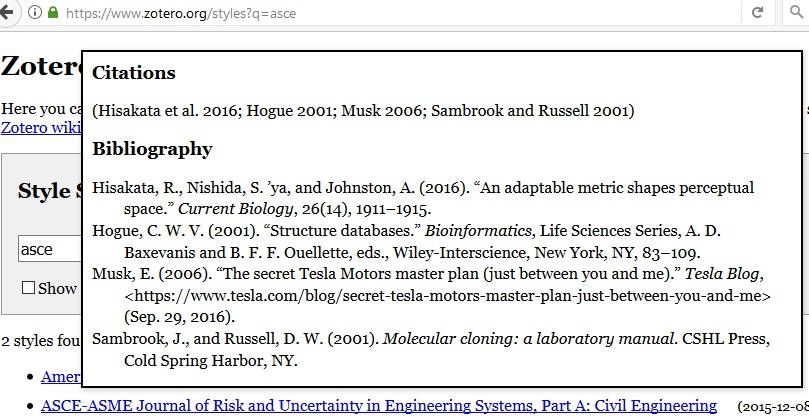 https://www.zotero.org/styles?q=asce
Zoter
Citations
Here you ca
(Hisakata et al. 2016; Hogue 2001; Musk 2006; Sambrook and Russell 2001)
Zotero wiki
Bibliography
Style S
Hisakata, R., Nishida, S. ’ya, and Johnston, A. (2016). “An adaptable metric shapes perceptual
space.” Current Biology, 26(14), 1911–1915.
Hogue, C. W. V. (2001). “Structure databases.” Bioinformatics, Life Sciences Series, A. D.
asce
Baxevanis and B. F. F. Ouellette, eds., Wiley-Interscience, New York, NY, 83–109.
Musk, E. (2006). “The secret Tesla Motors master plan (just between you and me).” Tesla Blog,
Show
<https://www.tesla.com/blog/secret-tesla-motors-master-plan-just-between-you-and-me>
(Sep. 29, 2016).
2 styles fou
Sambrook, J., and Russell, D. W. (2001). Molecular cloning: a laboratory manual. CSHL Press,
Cold Spring Harbor, NY.
Amer
ASCE-ASME Journal of Risk and Uncertainty in Engineering Systems, Part A: Civil Engineering (2015-12-08